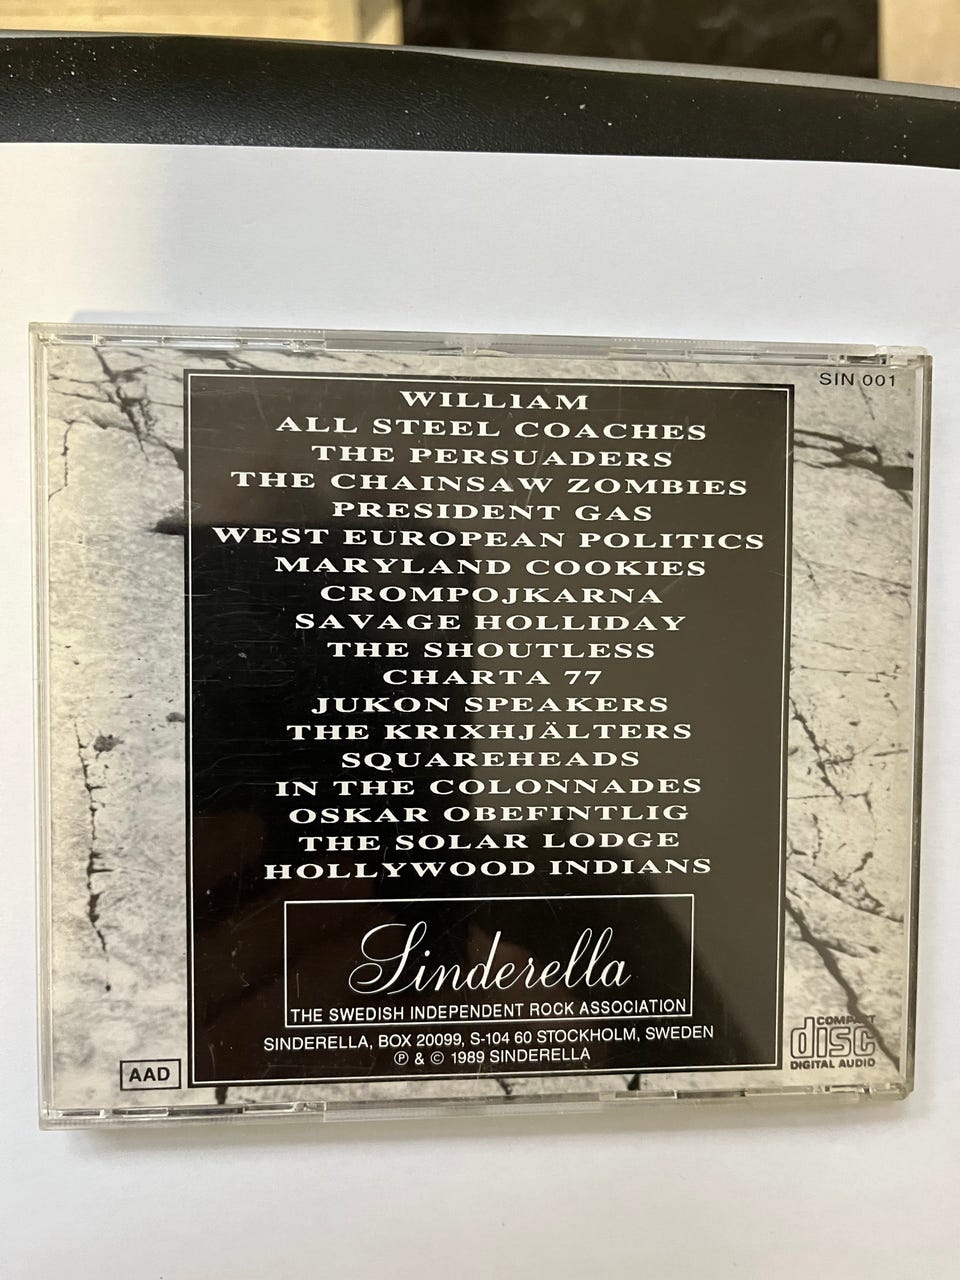 SIN 001
WILL1AM
ALL STEEL COACHES
THE PERSUADERS
THE CHAINSAW ZOMBIES
PRESIDENT GAS
WEST EUROPEAN POLITICS
MARYLAND COOKIES
CROMPOJKARNA
SAVAGE HOLLIDAY
THE SHOUTLESS
CHARTA 77
JUKON SPEAKERS
THE KRIXHJÄLTERS
SQUAREHEADS
IN THE COLONNADES
OSKAR OBEFINTLIG
THE SOLAR LODGE
HOLLYWOOD INDIANS
Sinderella
THE SWEDISH INDEPENDENT ROCK ASSOCIATION
SINDERELLA, BOX 20099, S-104 60 STOCKHOLM, SWEDEN
℗ & © 1989 SINDERELLA
AAD
COMPACT
disc
DIGITAL AUDIO